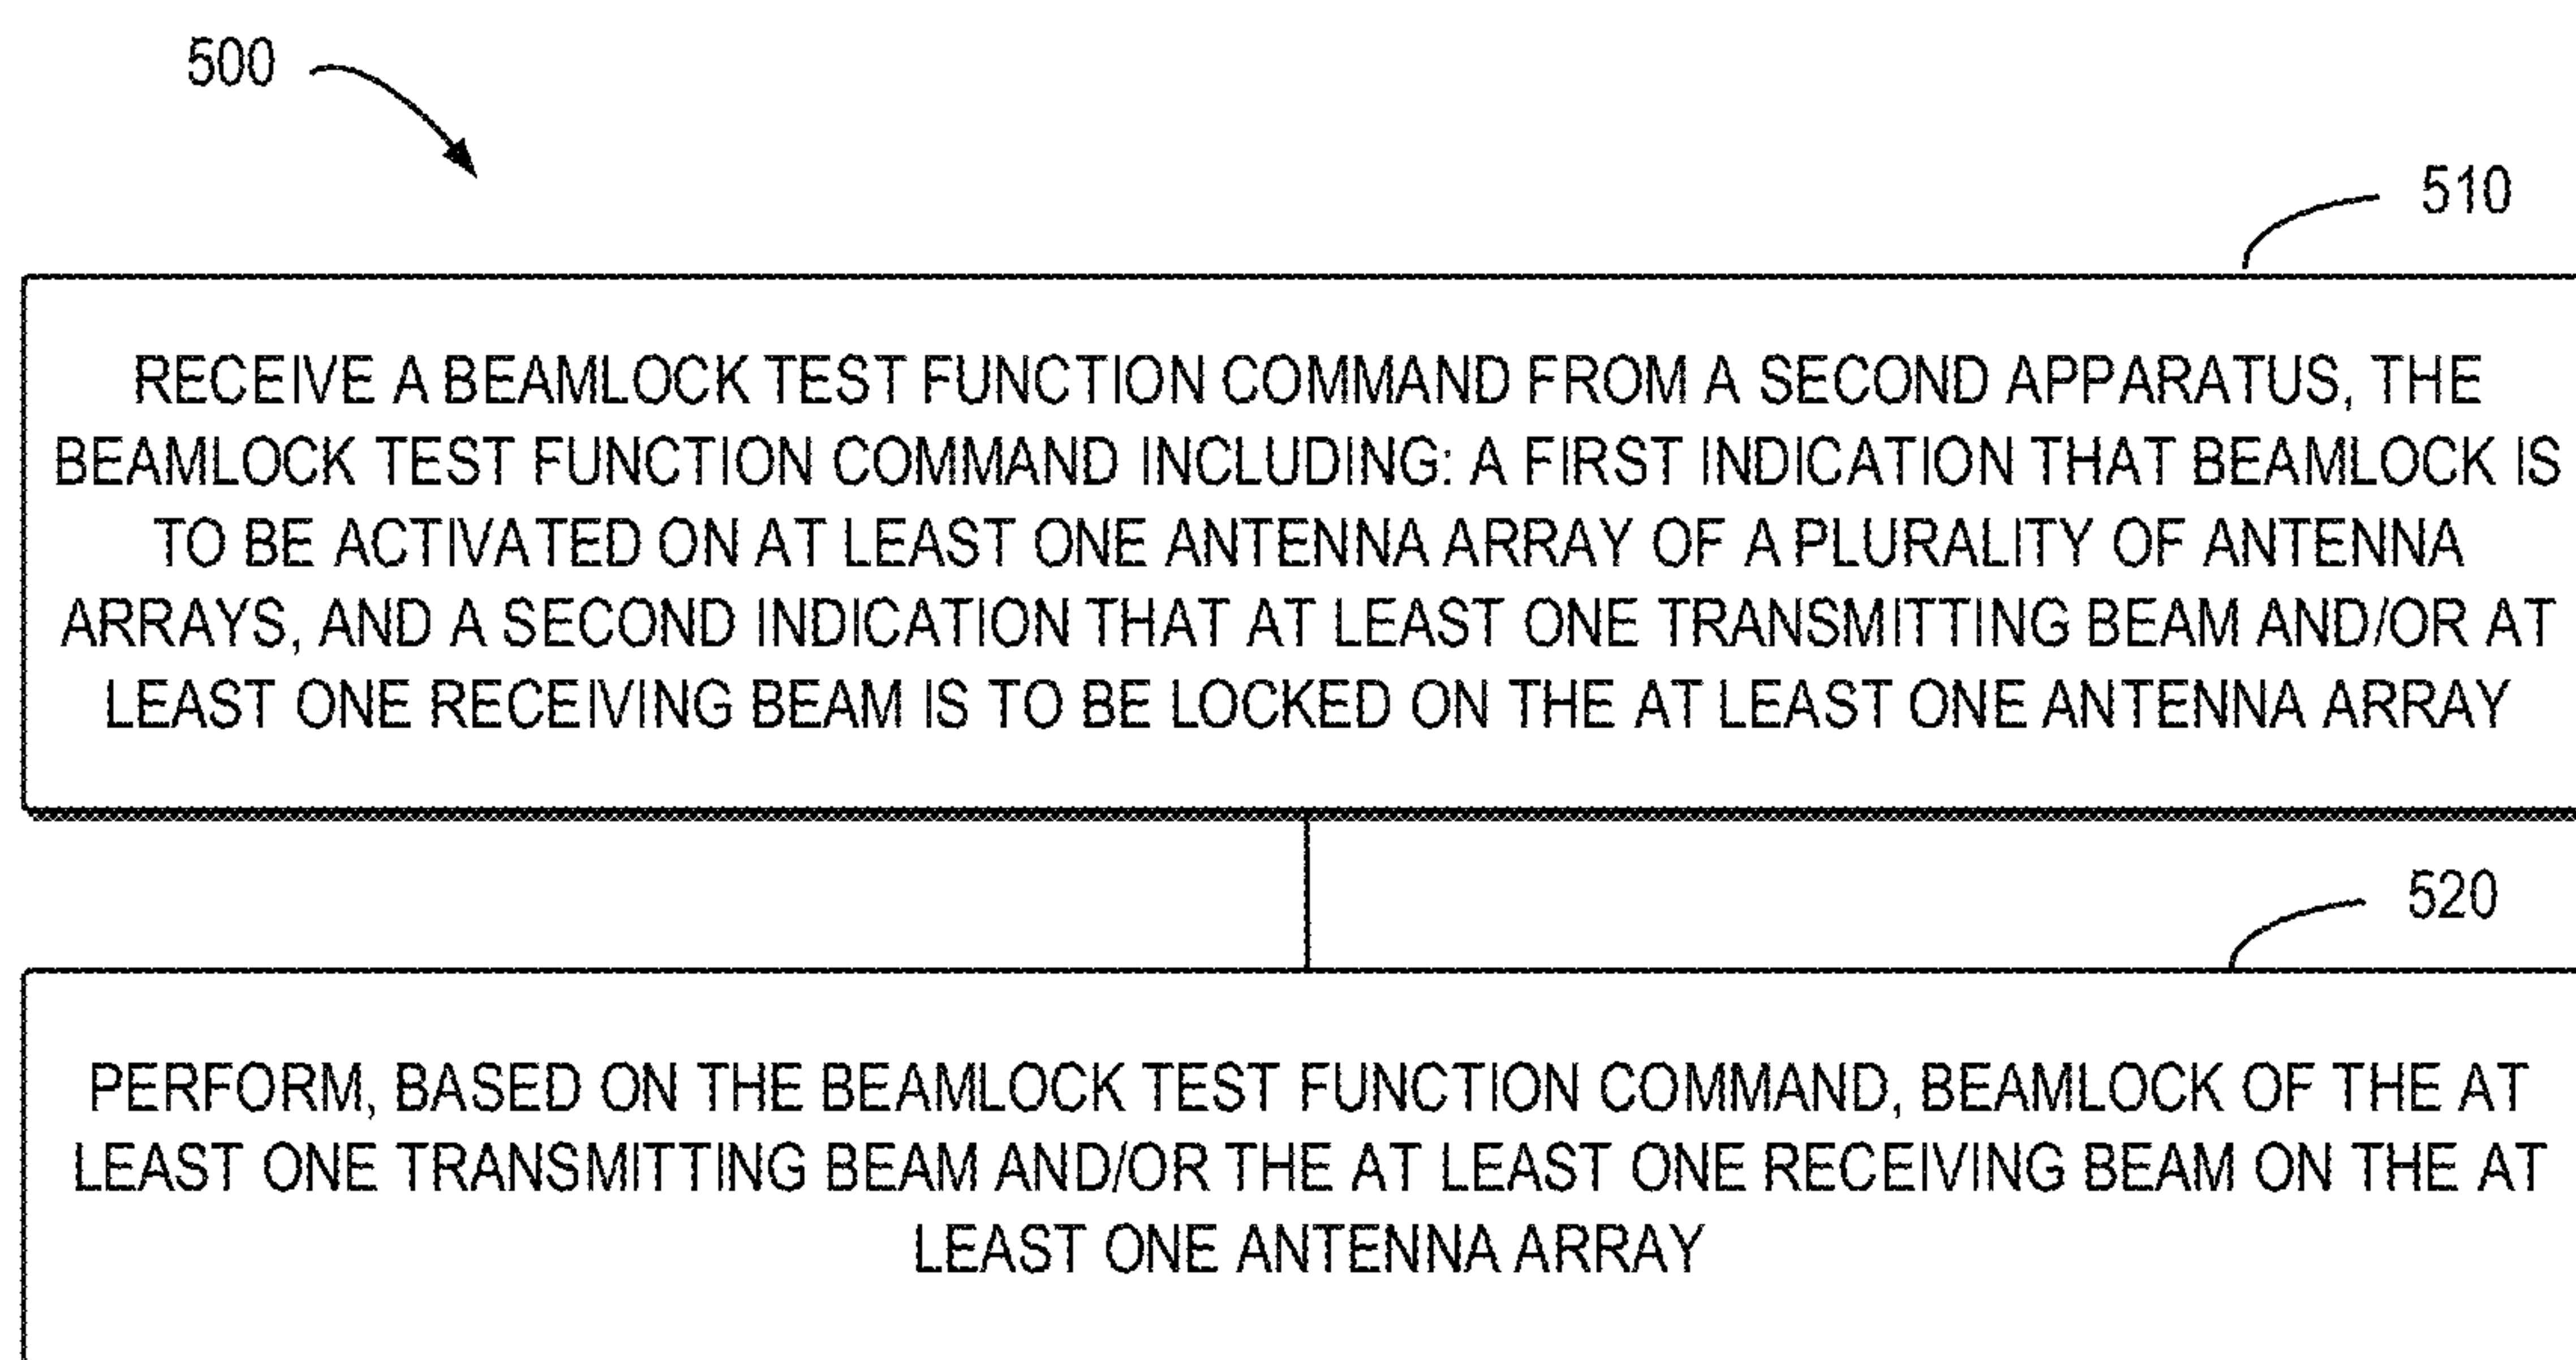 500
510
RECEIVE A BEAMLOCK TEST FUNCTION COMMAND FROM A SECOND APPARATUS, THE
BEAMLOCK TEST FUNCTION COMMAND INCLUDING: A FIRST INDICATION THAT BEAMLOCK IS
TO BE ACTIVATED ON AT LEAST ONE ANTENNA ARRAY OF A PLURALITY OF ANTENNA
ARRAYS, AND A SECOND INDICATION THAT AT LEAST ONE TRANSMITTING BEAM AND/OR AT
LEAST ONE RECEIVING BEAM IS TO BE LOCKED ON THE AT LEAST ONE ANTENNA ARRAY
520
PERFORM, BASED ON THE BEAMLOCK TEST FUNCTION COMMAND, BEAMLOCK OF THE AT
LEAST ONE TRANSMITTING BEAM AND/OR THE AT LEAST ONE RECEIVING BEAM ON THE AT
LEAST ONE ANTENNA ARRAY